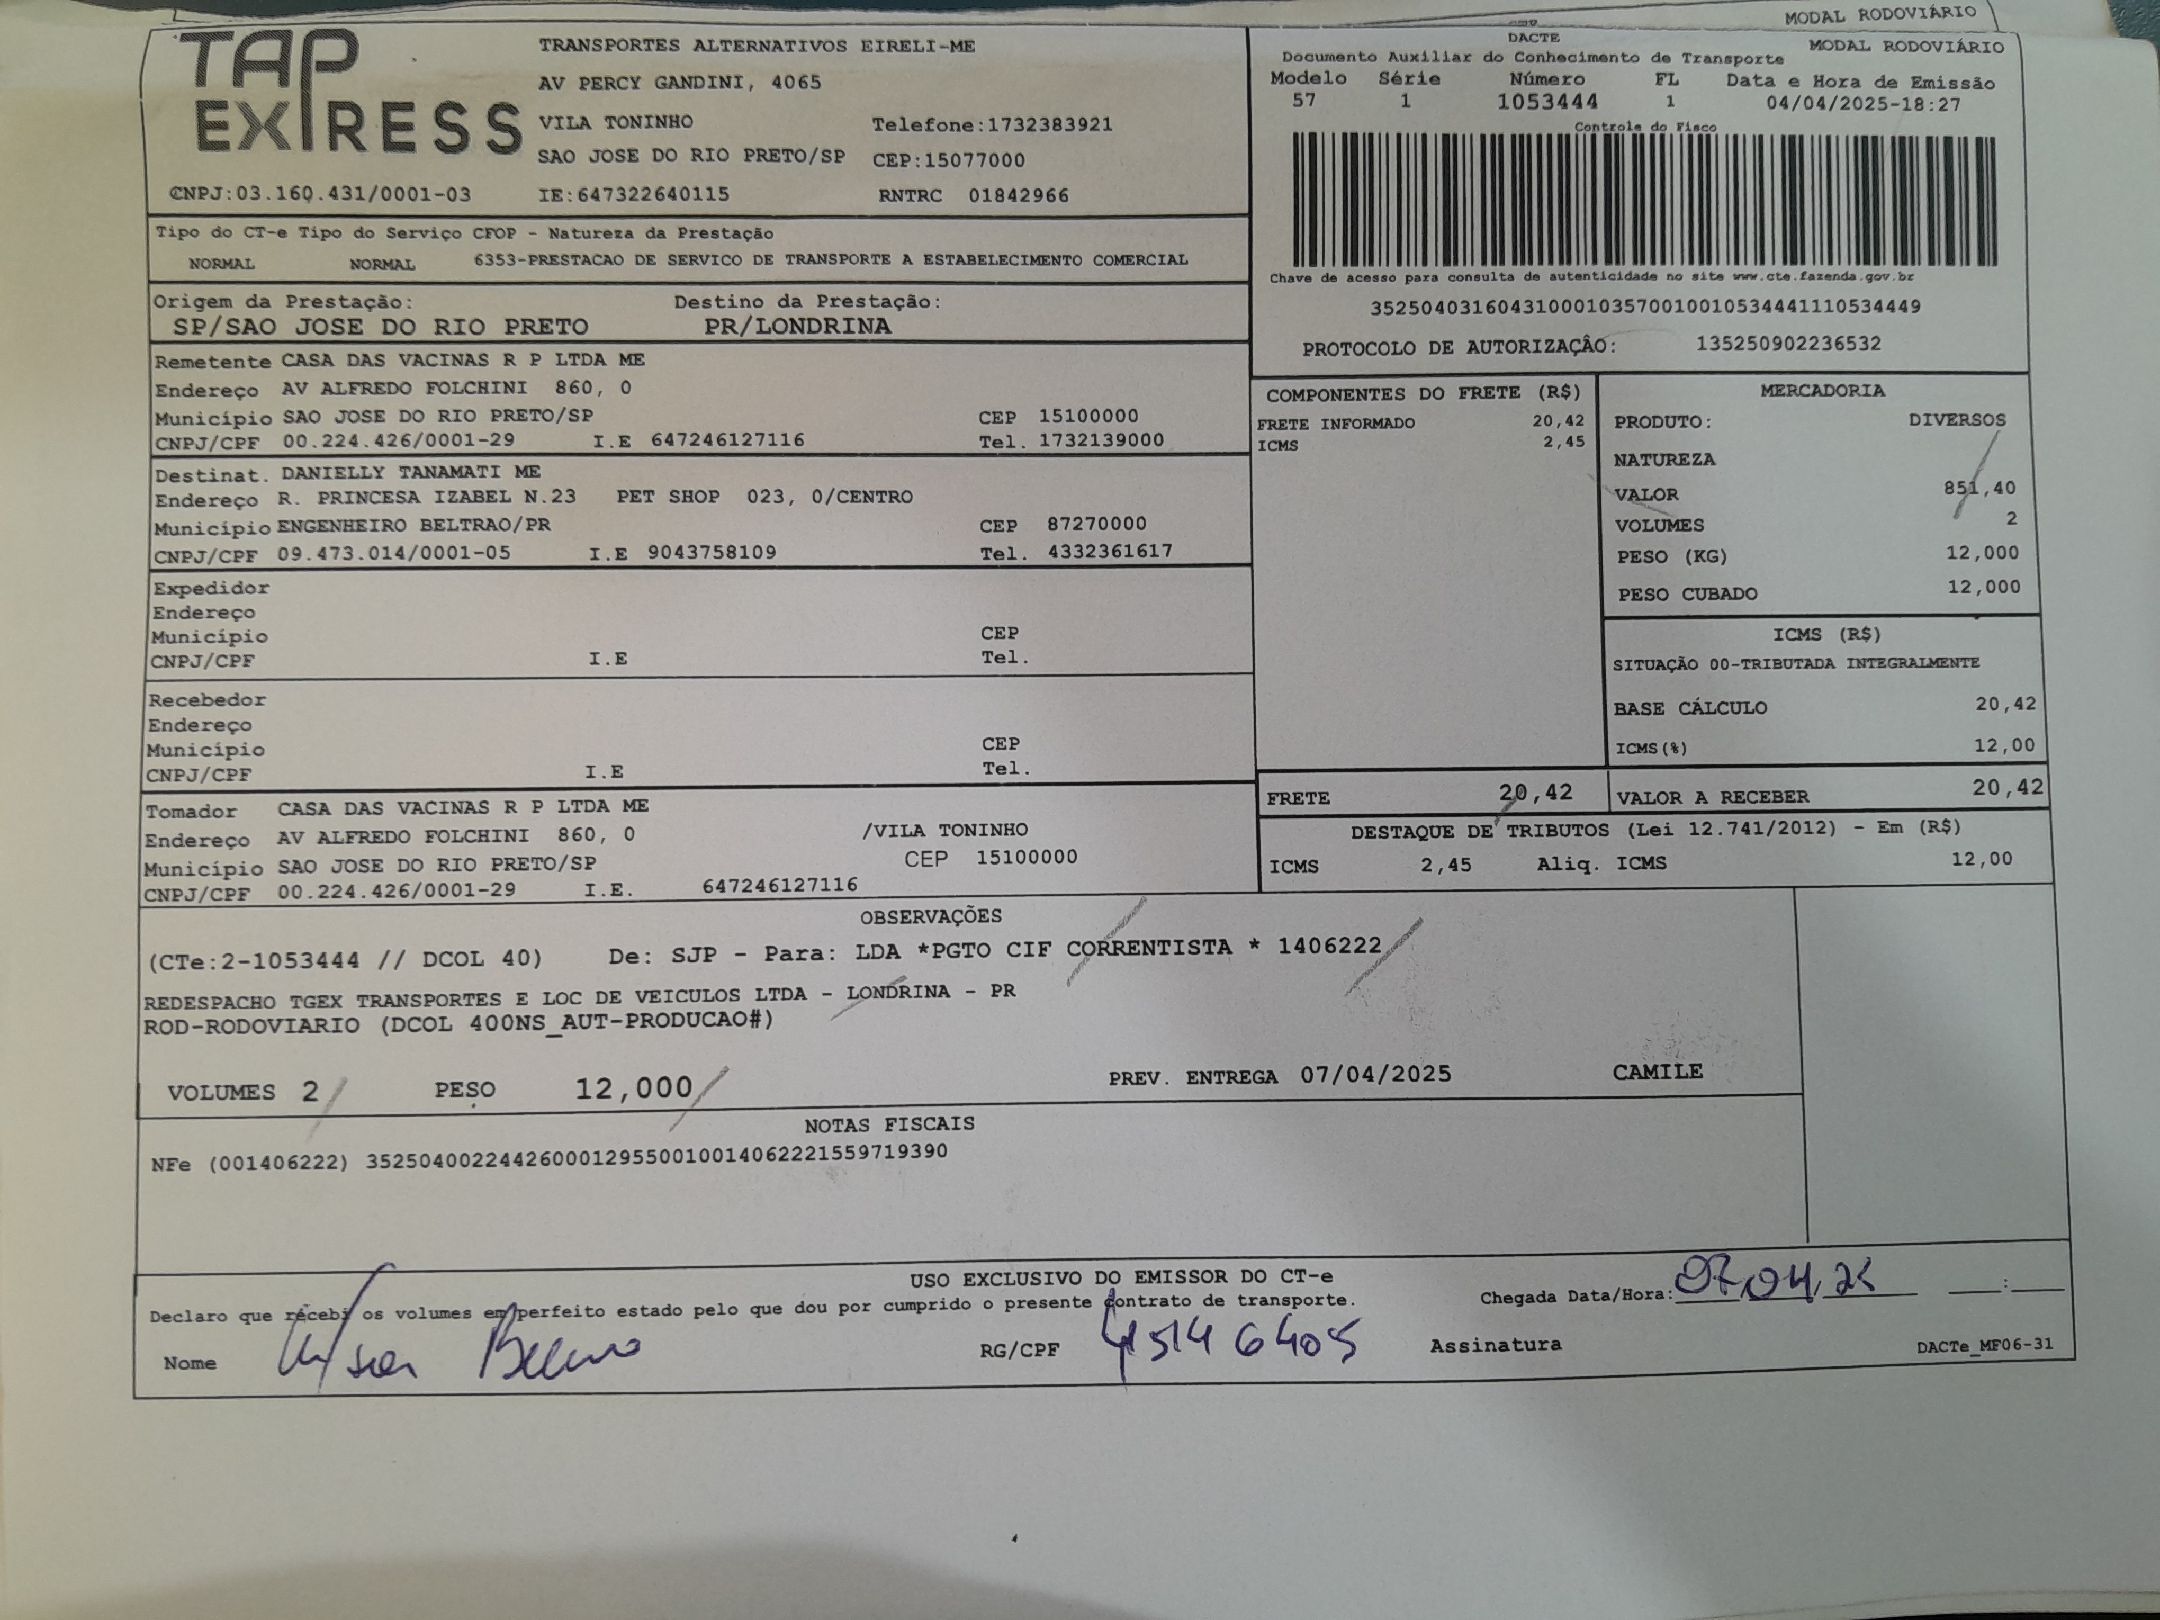 MODAL RODOVIÁRIO
TAP EXPRESS
TRANSPORTES ALTERNATIVOS EIRELI-ME
AV PERCY GANDINI, 4065
VILA TONINHO Telefone:1732383921
SAO JOSE DO RIO PRETO/SP CEP:15077000
CNPJ:03.160.431/0001-03 IE:647322640115 RNTRC 01842966
DACTE
Documento Auxiliar do Conhecimento de Transporte MODAL RODOVIÁRIO
Modelo Série Número FL Data e Hora de Emissão
57 1 1053444 1 04/04/2025-18:27
Controle do Fisco
Chave de acesso para consulta de autenticidade no site www.cte.fazenda.gov.br
35250403160431000103570010010534441110534449
PROTOCOLO DE AUTORIZAÇÂO: 135250902236532
Tipo do CT-e Tipo do Serviço CFOP - Natureza da Prestação
NORMAL NORMAL 6353-PRESTACAO DE SERVICO DE TRANSPORTE A ESTABELECIMENTO COMERCIAL
Origem da Prestação: Destino da Prestação:
SP/SAO JOSE DO RIO PRETO PR/LONDRINA
Remetente CASA DAS VACINAS R P LTDA ME
Endereço AV ALFREDO FOLCHINI 860, 0
Município SAO JOSE DO RIO PRETO/SP CEP 15100000
CNPJ/CPF 00.224.426/0001-29 I.E 647246127116 Tel. 1732139000
Destinat. DANIELLY TANAMATI ME
Endereço R. PRINCESA IZABEL N.23 PET SHOP 023, 0/CENTRO
Município ENGENHEIRO BELTRAO/PR CEP 87270000
CNPJ/CPF 09.473.014/0001-05 I.E 9043758109 Tel. 4332361617
Expedidor
Endereço
Município CEP
CNPJ/CPF I.E Tel.
Recebedor
Endereço
Município CEP
CNPJ/CPF I.E Tel.
Tomador CASA DAS VACINAS R P LTDA ME
Endereço AV ALFREDO FOLCHINI 860, 0 /VILA TONINHO
Município SAO JOSE DO RIO PRETO/SP CEP 15100000
CNPJ/CPF 00.224.426/0001-29 I.E. 647246127116
COMPONENTES DO FRETE (R$)
FRETE INFORMADO 20,42
ICMS 2,45
MERCADORIA
PRODUTO: DIVERSOS
NATUREZA
VALOR 851,40
VOLUMES 2
PESO (KG) 12,000
PESO CUBADO 12,000
ICMS (R$)
SITUAÇÃO 00-TRIBUTADA INTEGRALMENTE
BASE CÁLCULO 20,42
ICMS(%) 12,00
FRETE 20,42 VALOR A RECEBER 20,42
DESTAQUE DE TRIBUTOS (Lei 12.741/2012) - Em (R$)
ICMS 2,45 Aliq. ICMS 12,00
OBSERVAÇÕES
(CTe:2-1053444 // DCOL 40) De: SJP - Para: LDA *PGTO CIF CORRENTISTA * 1406222
REDESPACHO TGEX TRANSPORTES E LOC DE VEICULOS LTDA - LONDRINA - PR
ROD-RODOVIARIO (DCOL 400NS_AUT-PRODUCAO#)
VOLUMES 2 PESO 12,000 PREV. ENTREGA 07/04/2025 CAMILE
NOTAS FISCAIS
NFe (001406222) 35250400224426000129550010014062221559719390
USO EXCLUSIVO DO EMISSOR DO CT-e
Declaro que recebi os volumes em perfeito estado pelo que dou por cumprido o presente contrato de transporte.
Chegada Data/Hora: 07,04,25 :
Nome RG/CPF 45146405 Assinatura DACTe_MF06-31